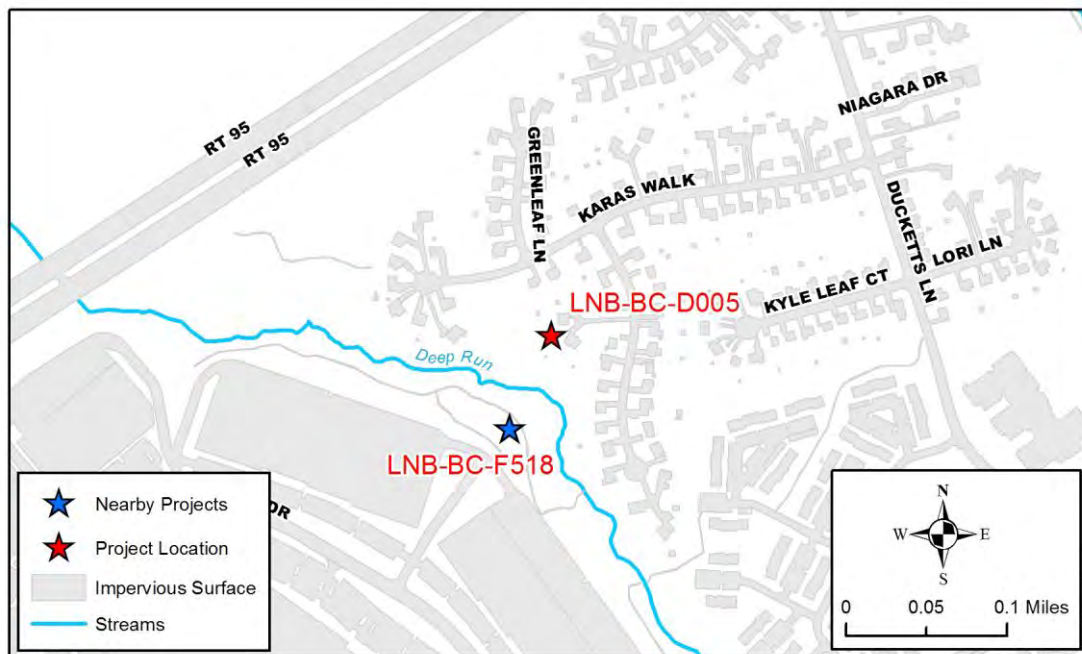 RT 95
RT 95
NIAGARA DR
GREENLEAF LN
KARAS WALK
DUCKETTS LN
LORI LN
KYLE LEAF CT
LNB-BC-D005
Deep Run
LNB-BC-F518
DR
Nearby Projects
Project Location
Impervious Surface
Streams
N
W E
S
0 0.05 0.1 Miles